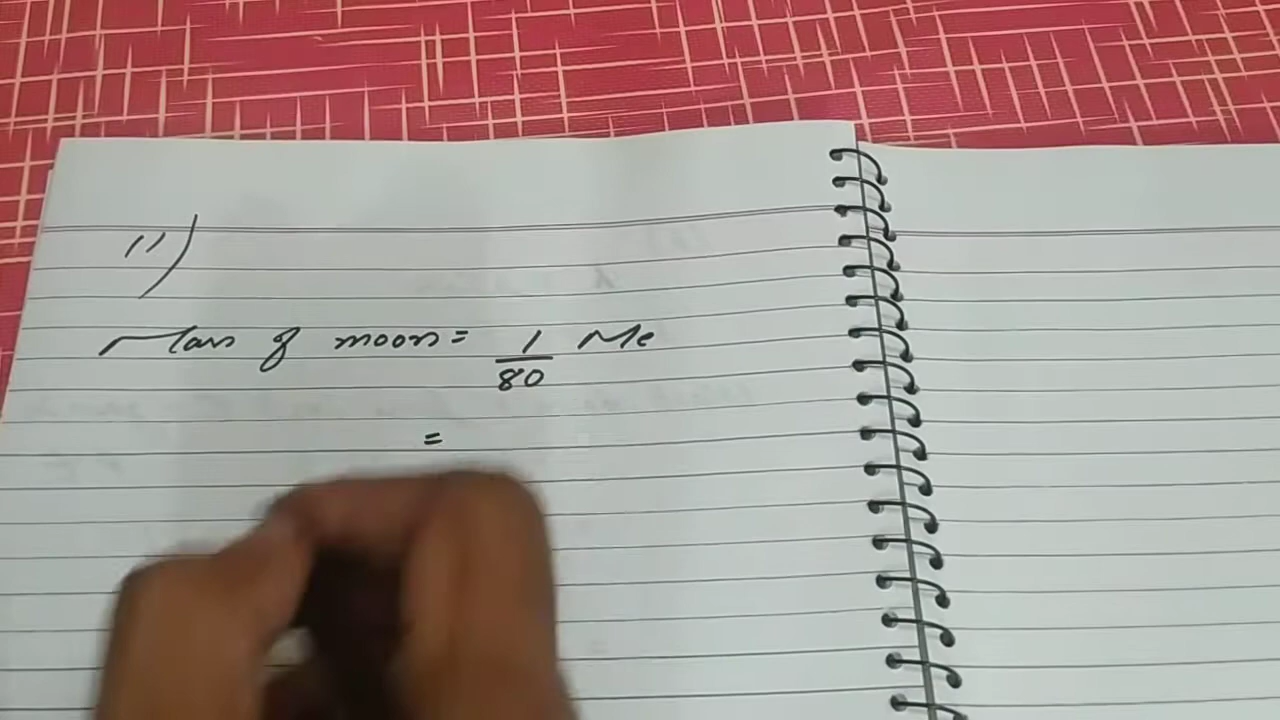 11)
Mass of moon = 1/80 Me
=